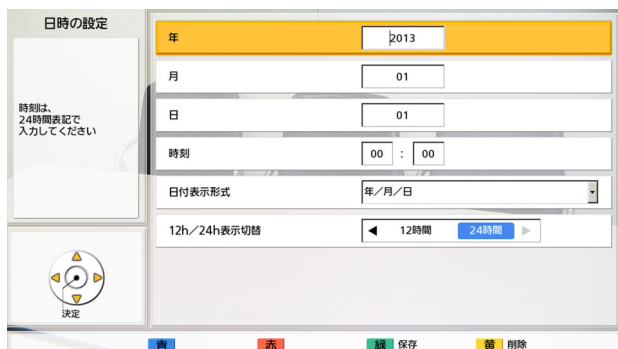 日時の設定
時刻は、
24時間表記で
入力してください
決定
年 2013
月 01
日 01
時刻 00 : 00
日付表示形式 年／月／日
12h／24h表示切替 12時間 24時間
青 赤 緑 保存 黄 削除